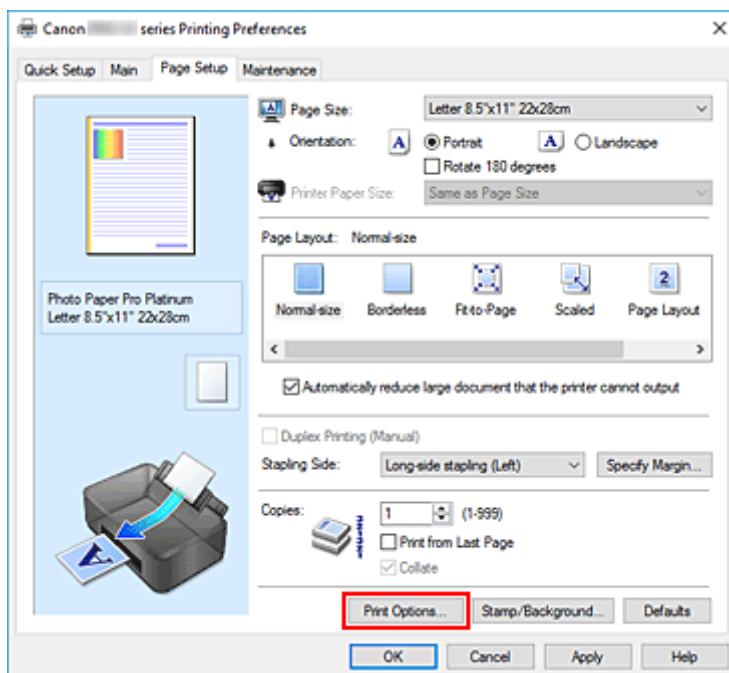 Canon series Printing Preferences
Quick Setup Main Page Setup Maintenance
Page Size: Letter 8.5"x11" 22x28cm
Orientation: A Portrait A Landscape
Rotate 180 degrees
Printer Paper Size: Same as Page Size
Page Layout: Normal-size
2
Normal-size Borderless Fit-to-Page Scaled Page Layout
Photo Paper Pro Platinum
Letter 8.5"x11" 22x28cm
Automatically reduce large document that the printer cannot output
Duplex Printing (Manual)
Stapling Side: Long-side stapling (Left) Specify Margin...
Copies: 1 (1-999)
Print from Last Page
Collate
A
Print Options... Stamp/Background... Defaults
OK Cancel Apply Help